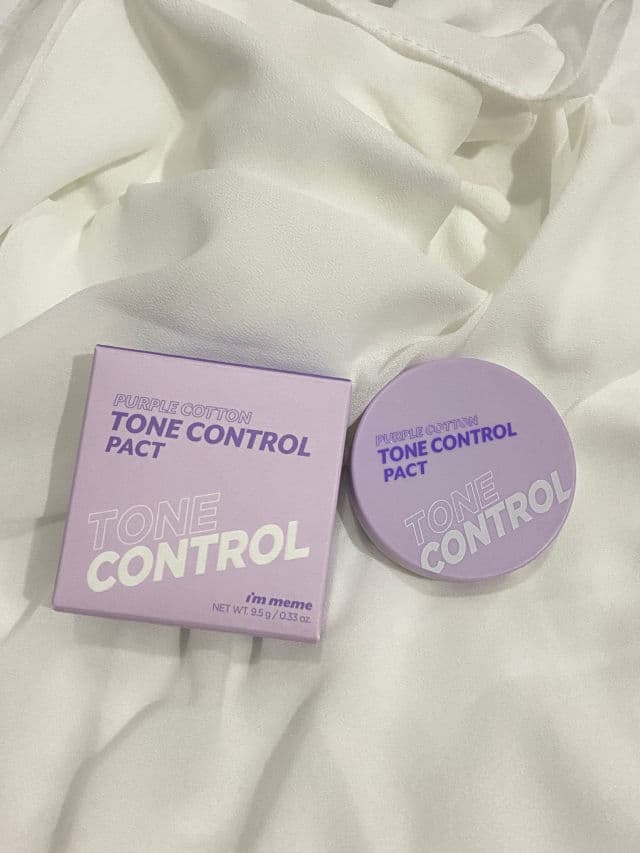 PURPLE COTTON
TONE CONTROL
PACT
TONE
CONTROL
i'm meme
NET WT. 9.5 g / 0.33 oz.
PURPLE COTTON
TONE CONTROL
PACT
TONE
CONTROL